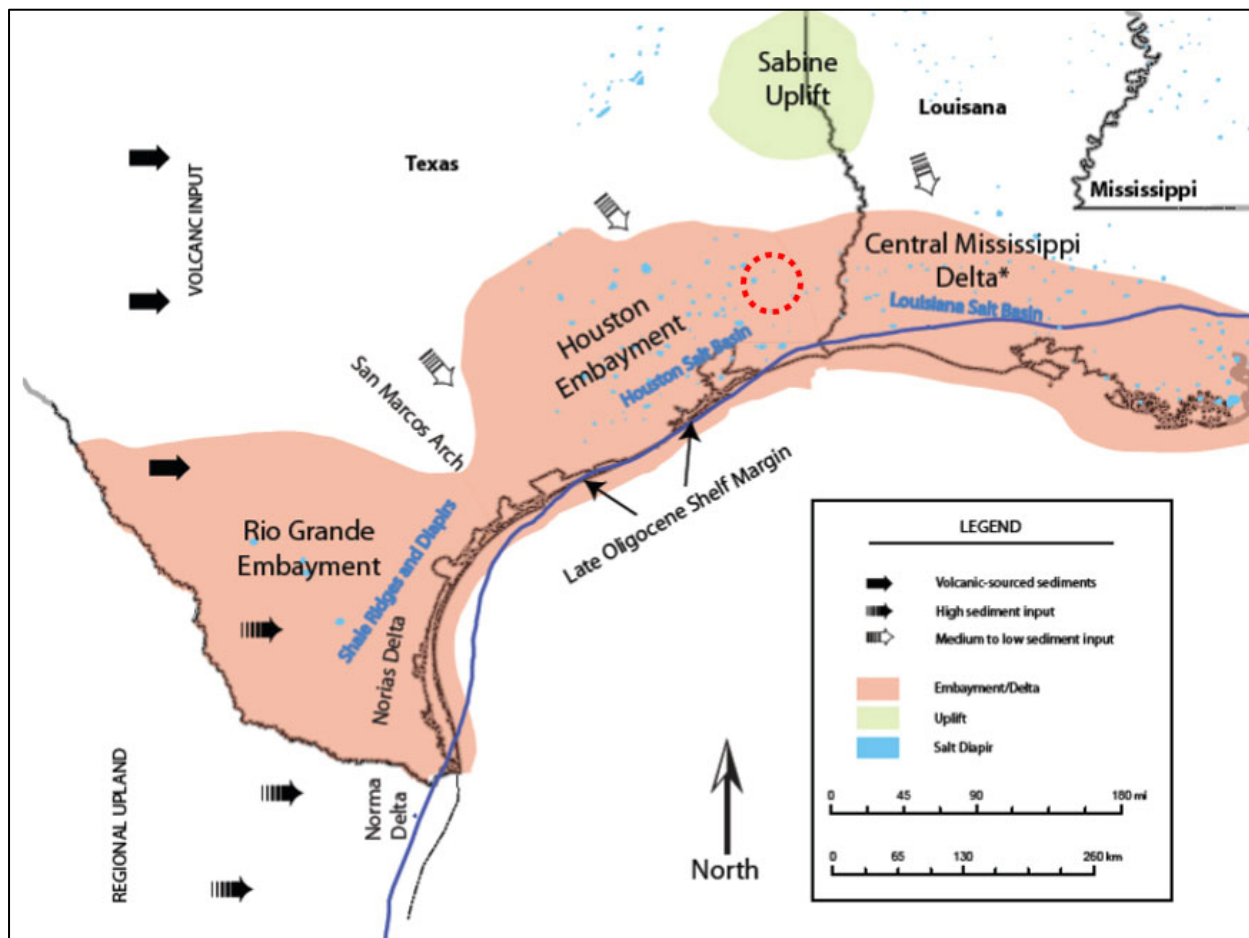 Sabine
Uplift
Louisana
Texas
Mississippi
VOLCANC INPUT
Central Mississippi
Delta*
Louisiana Salt Basin
Houston
Embayment
Houston Salt Basin
San Marcos Arch
Late Oligocene Shelf Margin
Rio Grande
Embayment
Shale Ridges and Diapirs
Norias Delta
Norma
Delta
REGIONAL UPLAND
North
LEGEND
Volcanic-sourced sediments
High sediment input
Medium to low sediment input
Embayment/Delta
Uplift
Salt Diapir
0 45 90 180 mi
0 65 130 260 km